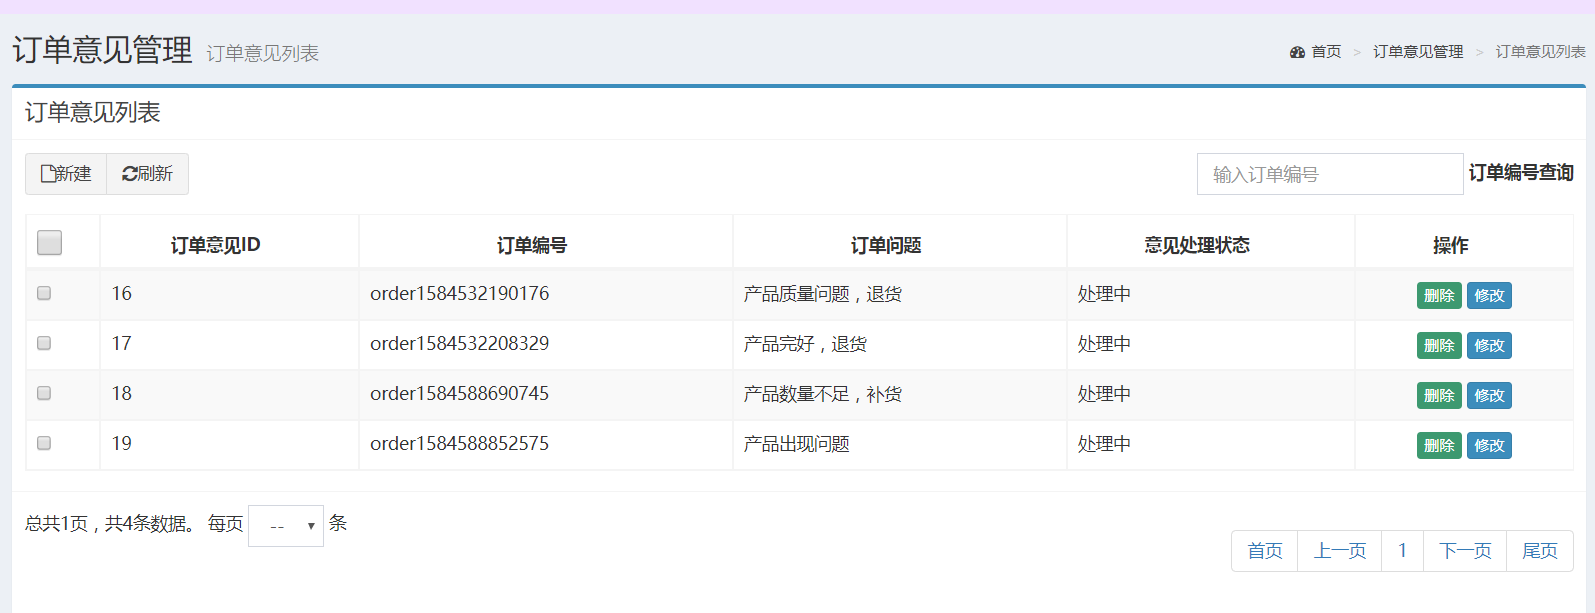 订单意见管理 订单意见列表 首页 > 订单意见管理 > 订单意见列表
订单意见列表
新建 刷新 输入订单编号 订单编号查询
订单意见ID 订单编号 订单问题 意见处理状态 操作
16 order1584532190176 产品质量问题，退货 处理中 删除 修改
17 order1584532208329 产品完好，退货 处理中 删除 修改
18 order1584588690745 产品数量不足，补货 处理中 删除 修改
19 order1584588852575 产品出现问题 处理中 删除 修改
总共1页，共4条数据。 每页 -- 条
首页 上一页 1 下一页 尾页